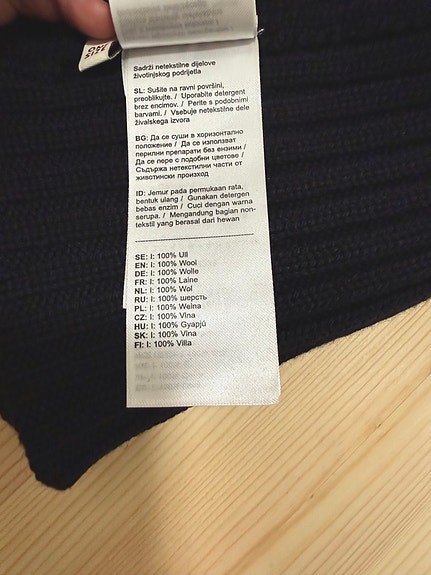 Sadrži netekstilne dijelove
životinjskog podrijetla
SL: Sušite na ravni površini,
preoblikujte. / Uporabite detergent
brez encimov. / Perite s podobnimi
barvami. / Vsebuje netekstilne dele
živalskega izvora
BG: Да се суши в хоризонтално
положение / Да се използват
перилни препарати без ензими /
Да се пере с подобни цветове /
Съдържа нетекстилни части от
животински произход
ID: Jemur pada permukaan rata,
bentuk ulang / Gunakan detergen
bebas enzim / Cuci dengan warna
serupa. / Mengandung bagian non-
tekstil yang berasal dari hewan
SE: I: 100% Ull
EN: I: 100% Wool
DE: I: 100% Wolle
FR: I: 100% Laine
NL: I: 100% Wol
RU: I: 100% шерсть
PL: I: 100% Wełna
CZ: I: 100% Vlna
HU: I: 100% Gyapjú
SK: I: 100% Vlna
FI: I: 100% Villa